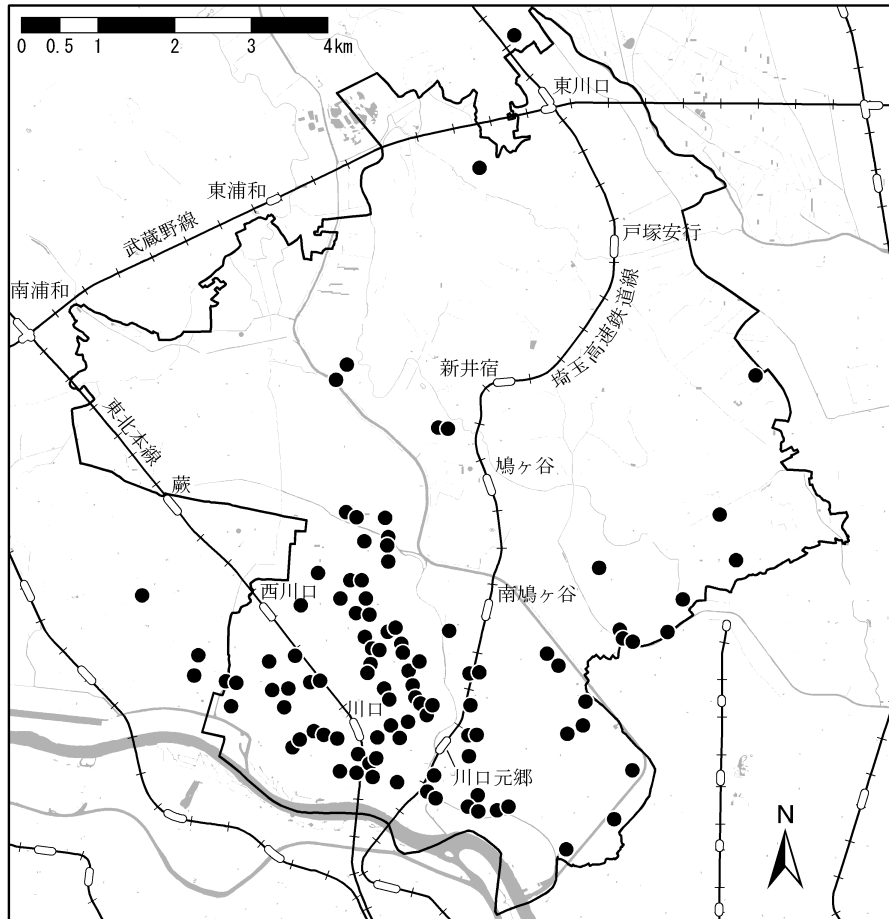 0 0.5 1 2 3 4km
東川口
東浦和
武蔵野線
戸塚安行
南浦和
埼玉高速鉄道線
新井宿
東北本線
鳩ヶ谷
蕨
西川口
南鳩ヶ谷
川口
川口元郷
N